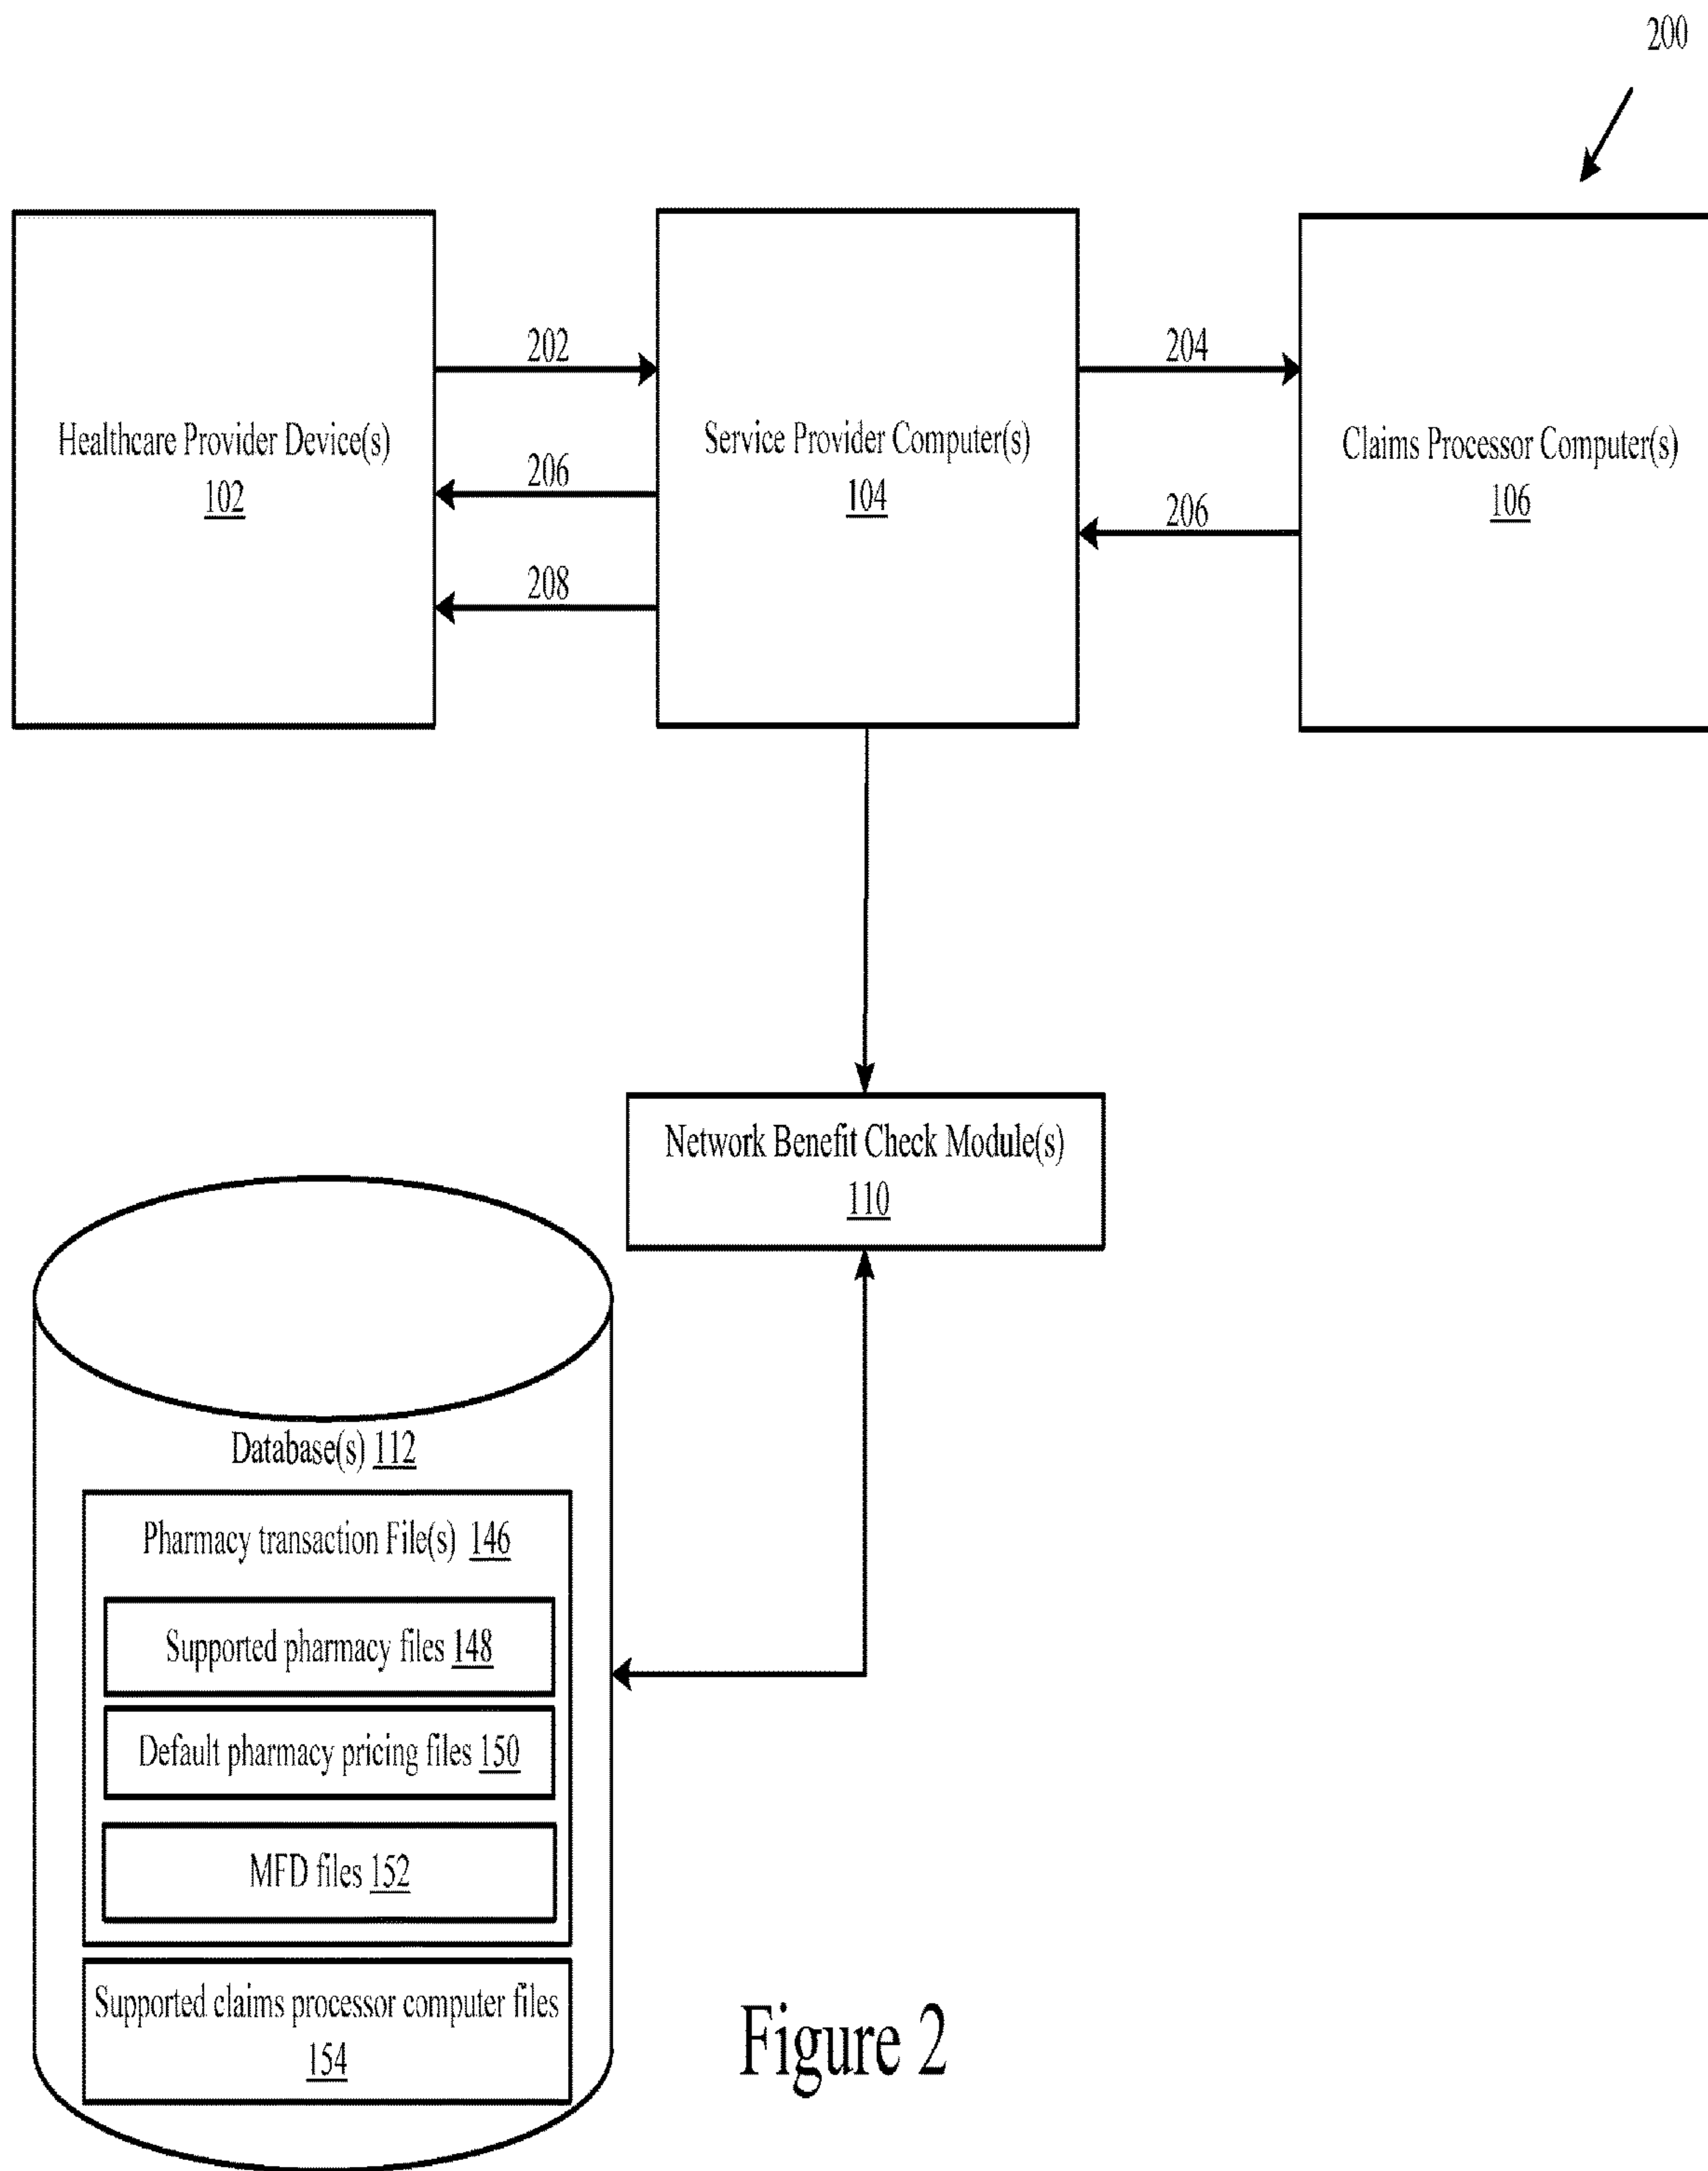 200
202
204
Healthcare Provider Device(s)
102
Service Provider Computer(s)
104
Claims Processor Computer(s)
106
206
206
208
Network Benefit Check Module(s)
110
Database(s) 112
Pharmacy transaction File(s) 146
Supported pharmacy files 148
Default pharmacy pricing files 150
MFD files 152
Supported claims processor computer files
154
Figure 2